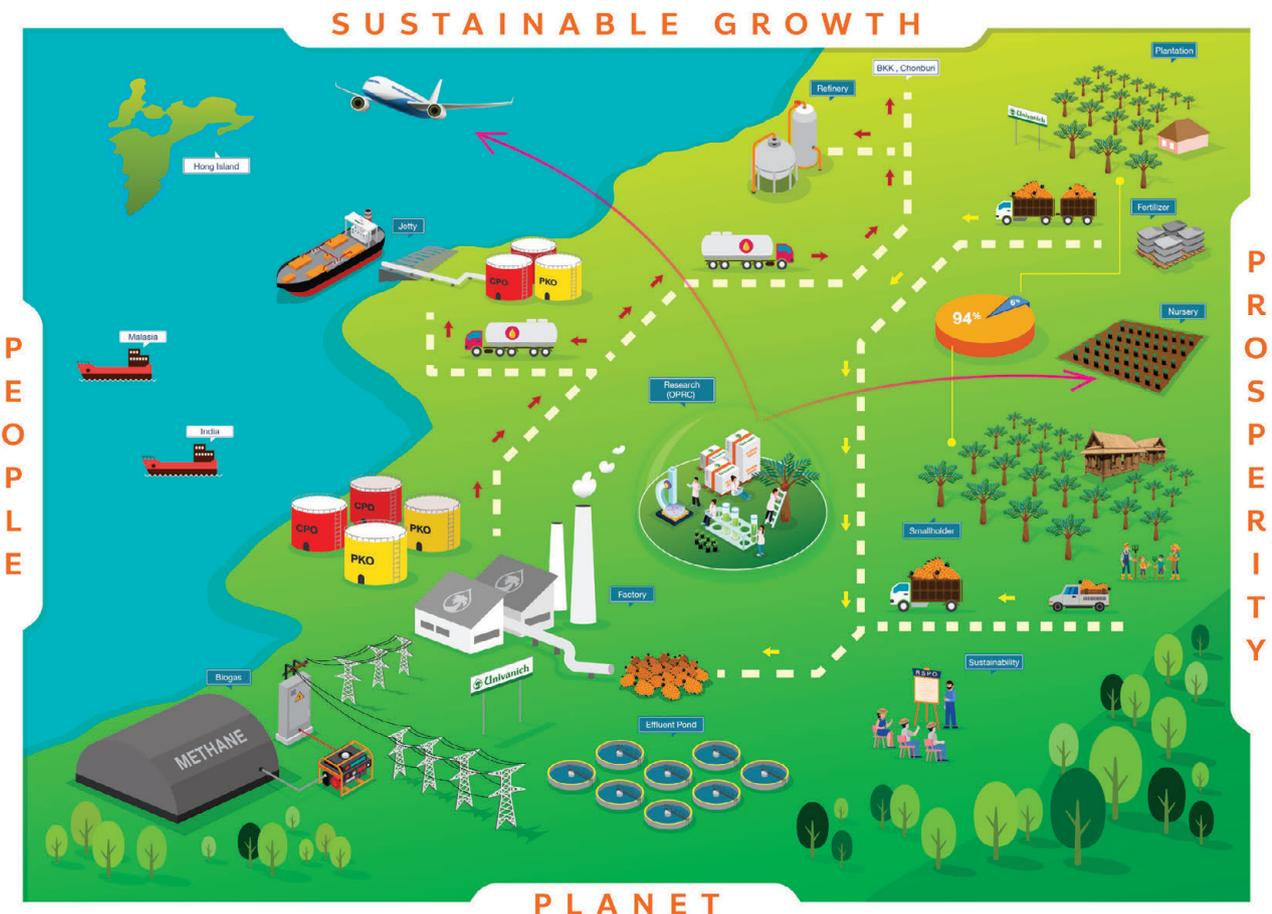 SUSTAINABLE GROWTH
Plantation
BKK , Chonburi
Refinery
Univanich
Hong Island
Fertilizer
Jetty
CPO
PKO
94%
6%
Nursery
Malasia
Research
(OPRC)
India
CPO
CPO
PKO
PKO
Smallholder
Factory
Sustainability
RSPO
Biogas
Univanich
METHANE
Effluent Pond
PEOPLE
PROSPERITY
PLANET